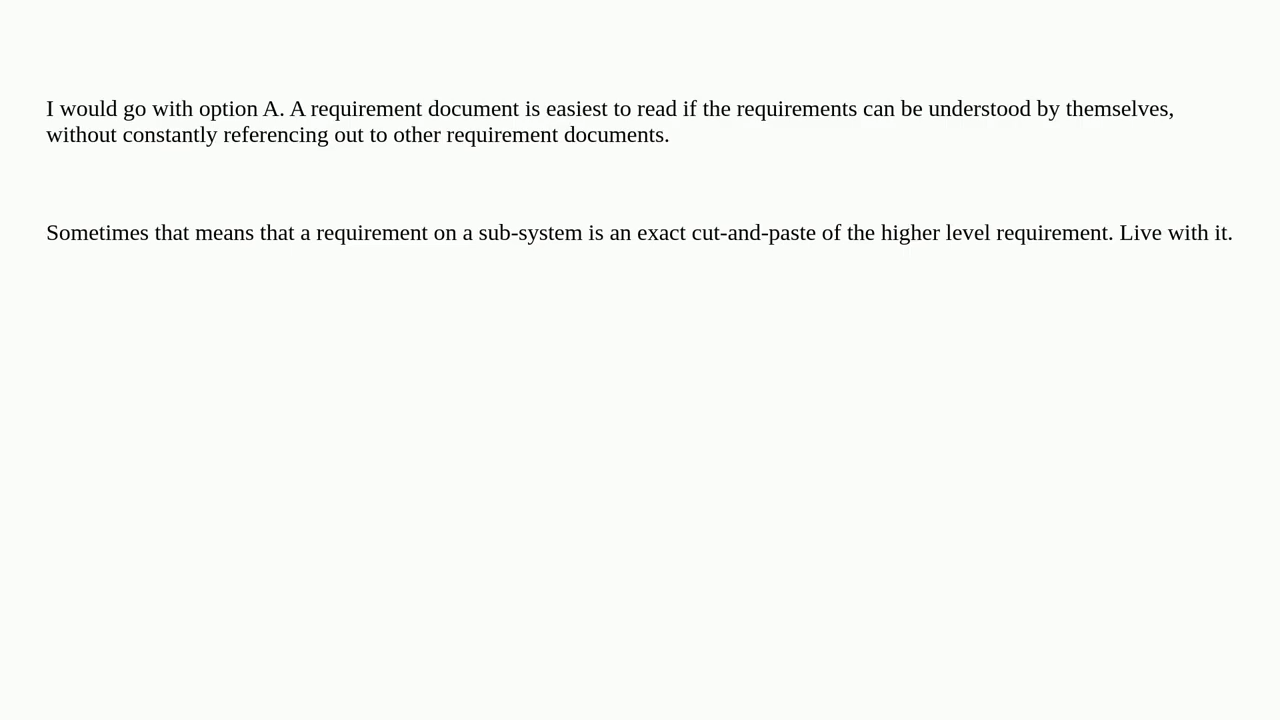 I would go with option A. A requirement document is easiest to read if the requirements can be understood by themselves,
without constantly referencing out to other requirement documents.
Sometimes that means that a requirement on a sub-system is an exact cut-and-paste of the higher level requirement. Live with it.